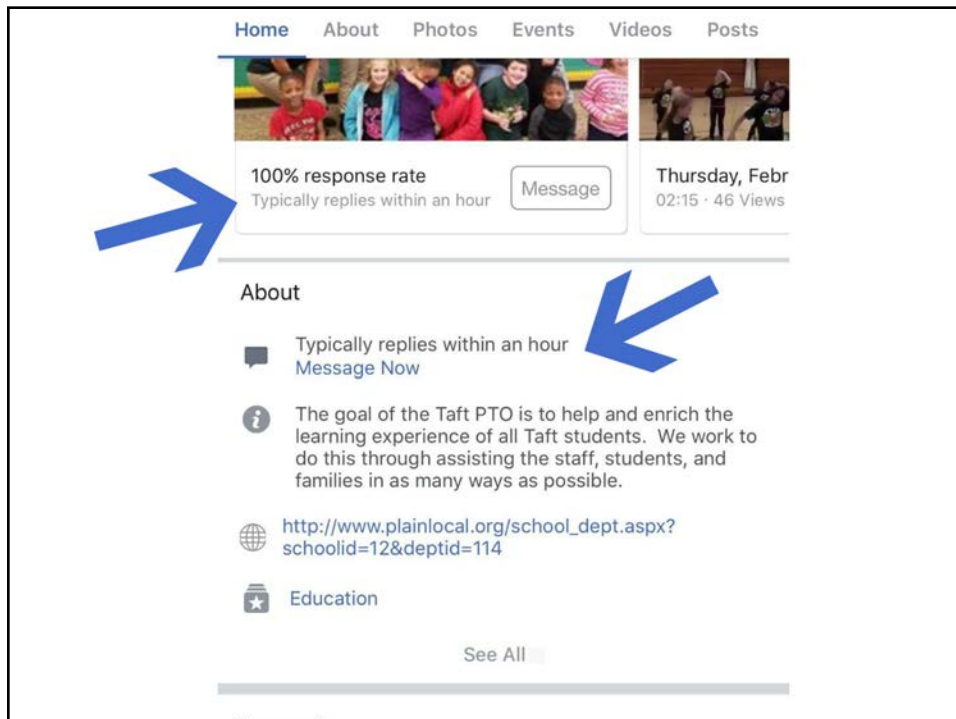 Home About Photos Events Videos Posts
100% response rate
Typically replies within an hour
Message
Thursday, Febr
02:15 · 46 Views
About
Typically replies within an hour
Message Now
The goal of the Taft PTO is to help and enrich the
learning experience of all Taft students. We work to
do this through assisting the staff, students, and
families in as many ways as possible.
http://www.plainlocal.org/school_dept.aspx?
schoolid=12&deptid=114
Education
See All